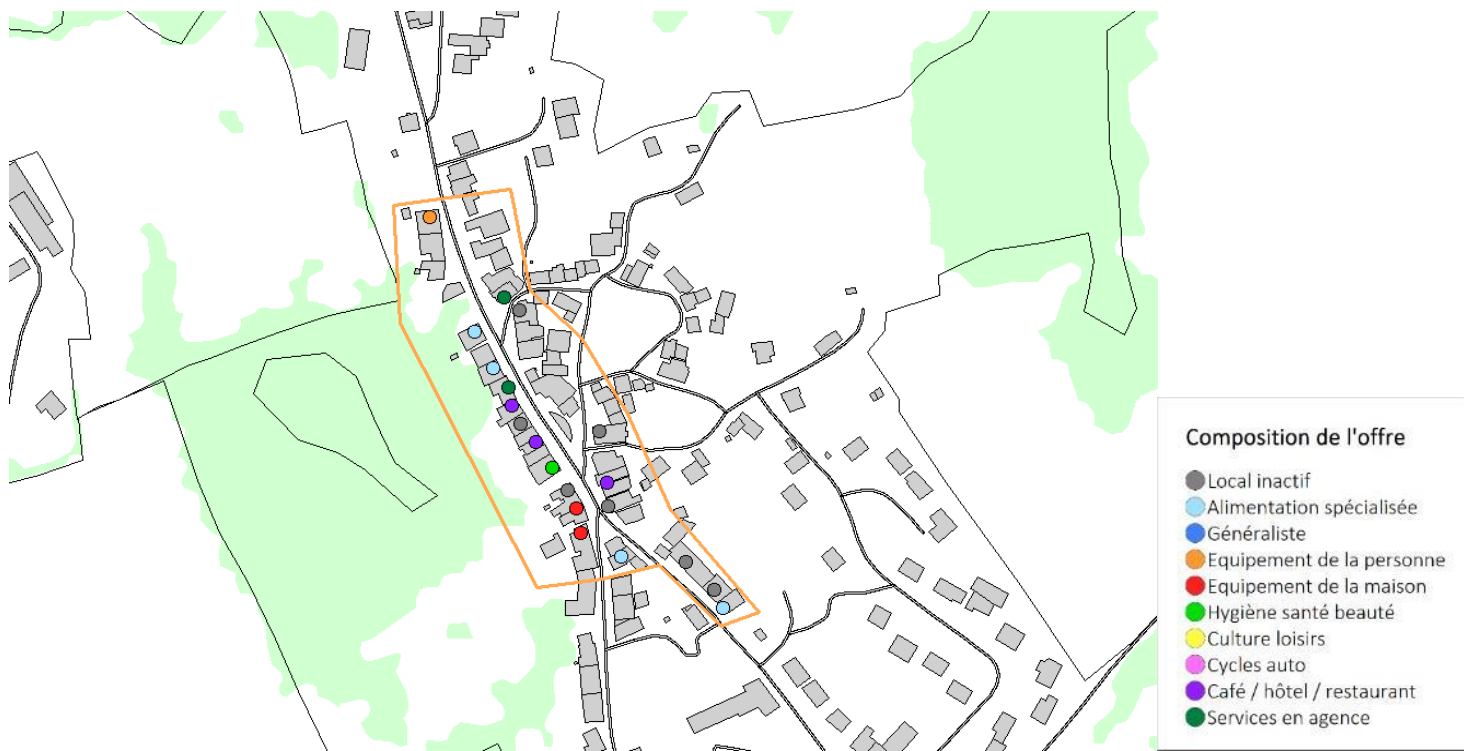 Composition de l'offre
Local inactif
Alimentation spécialisée
Généraliste
Equipement de la personne
Equipement de la maison
Hygiène santé beauté
Culture loisirs
Cycles auto
Café / hôtel / restaurant
Services en agence